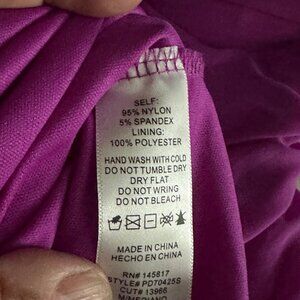 SELF:
95% NYLON
5% SPANDEX
LINING:
100% POLYESTER
HAND WASH WITH COLD
DO NOT TUMBLE DRY
DRY FLAT
DO NOT WRING
DO NOT BLEACH
MADE IN CHINA
HECHO EN CHINA
RN# 145817
STYLE# PD70425S
CUT# 13966